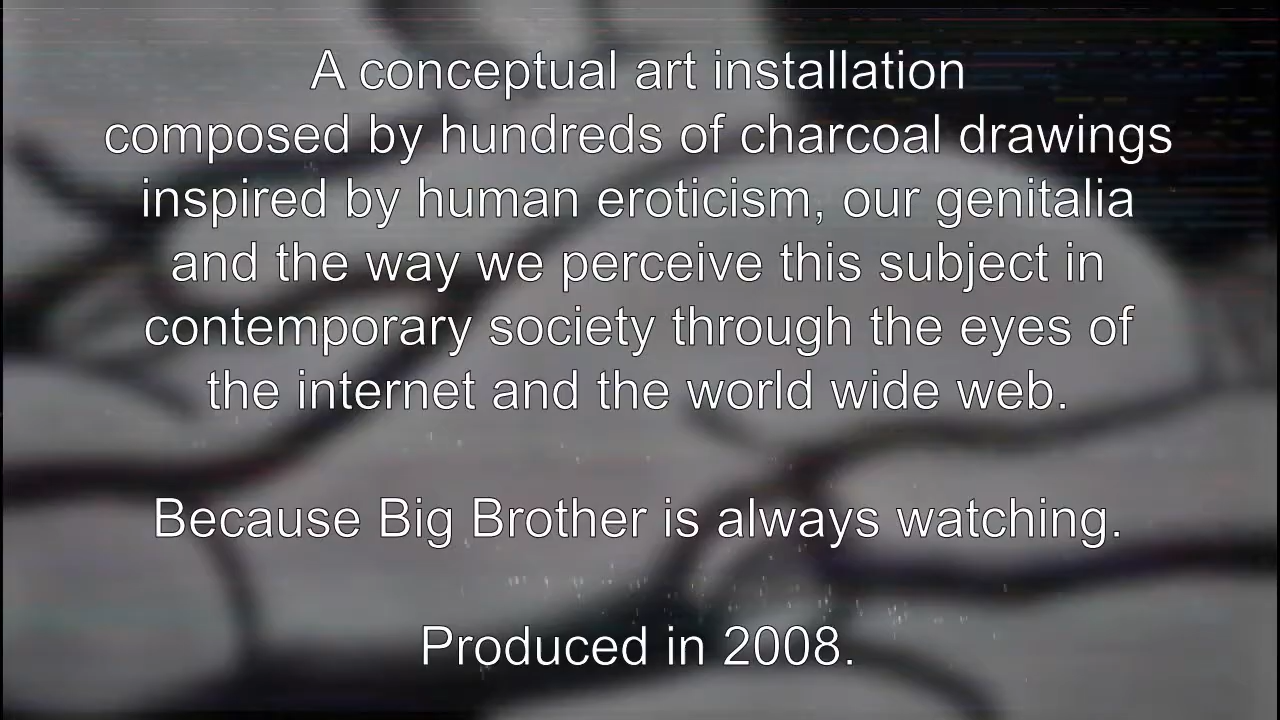 A conceptual art installation
composed by hundreds of charcoal drawings
inspired by human eroticism, our genitalia
and the way we perceive this subject in
contemporary society through the eyes of
the internet and the world wide web.
Because Big Brother is always watching.
Produced in 2008.